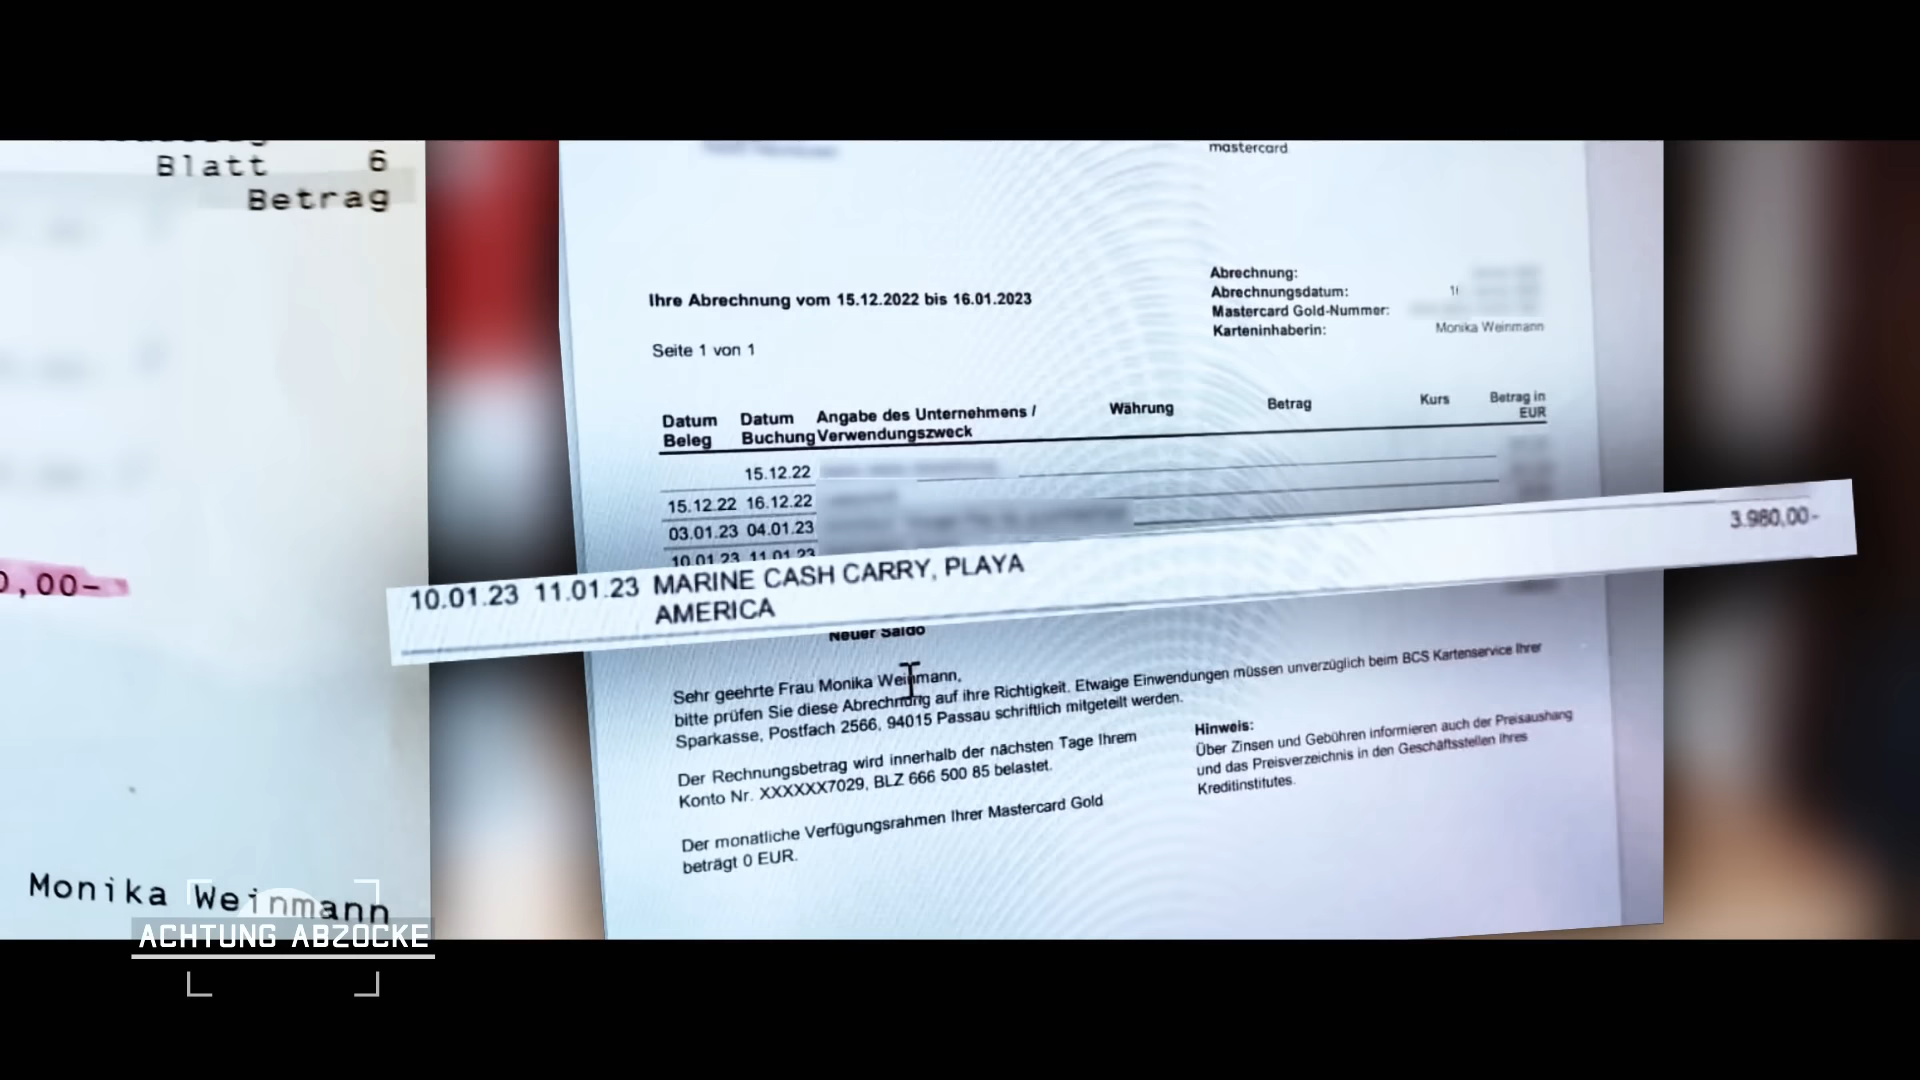 Blatt 6
Betrag
0,00-
Monika Weinmann
mastercard
Abrechnung:
Abrechnungsdatum:
Mastercard Gold-Nummer:
Karteninhaberin: Monika Weinmann
Ihre Abrechnung vom 15.12.2022 bis 16.01.2023
Seite 1 von 1
Datum Datum Angabe des Unternehmens / Währung Betrag Kurs Betrag in
Beleg Buchung Verwendungszweck EUR
15.12.22
15.12.22 16.12.22
03.01.23 04.01.23
10.01.23 11.01.23
10.01.23 11.01.23 MARINE CASH CARRY, PLAYA 3.980,00-
AMERICA
Neuer Saldo
Sehr geehrte Frau Monika Weinmann,
bitte prüfen Sie diese Abrechnung auf ihre Richtigkeit. Etwaige Einwendungen müssen unverzüglich beim BCS Kartenservice Ihrer
Sparkasse, Postfach 2566, 94015 Passau schriftlich mitgeteilt werden.
Der Rechnungsbetrag wird innerhalb der nächsten Tage Ihrem
Konto Nr. XXXXXX7029, BLZ 666 500 85 belastet.
Der monatliche Verfügungsrahmen Ihrer Mastercard Gold
beträgt 0 EUR.
Hinweis:
Über Zinsen und Gebühren informieren auch der Preisaushang
und das Preisverzeichnis in den Geschäftsstellen Ihres
Kreditinstitutes.
ACHTUNG ABZOCKE